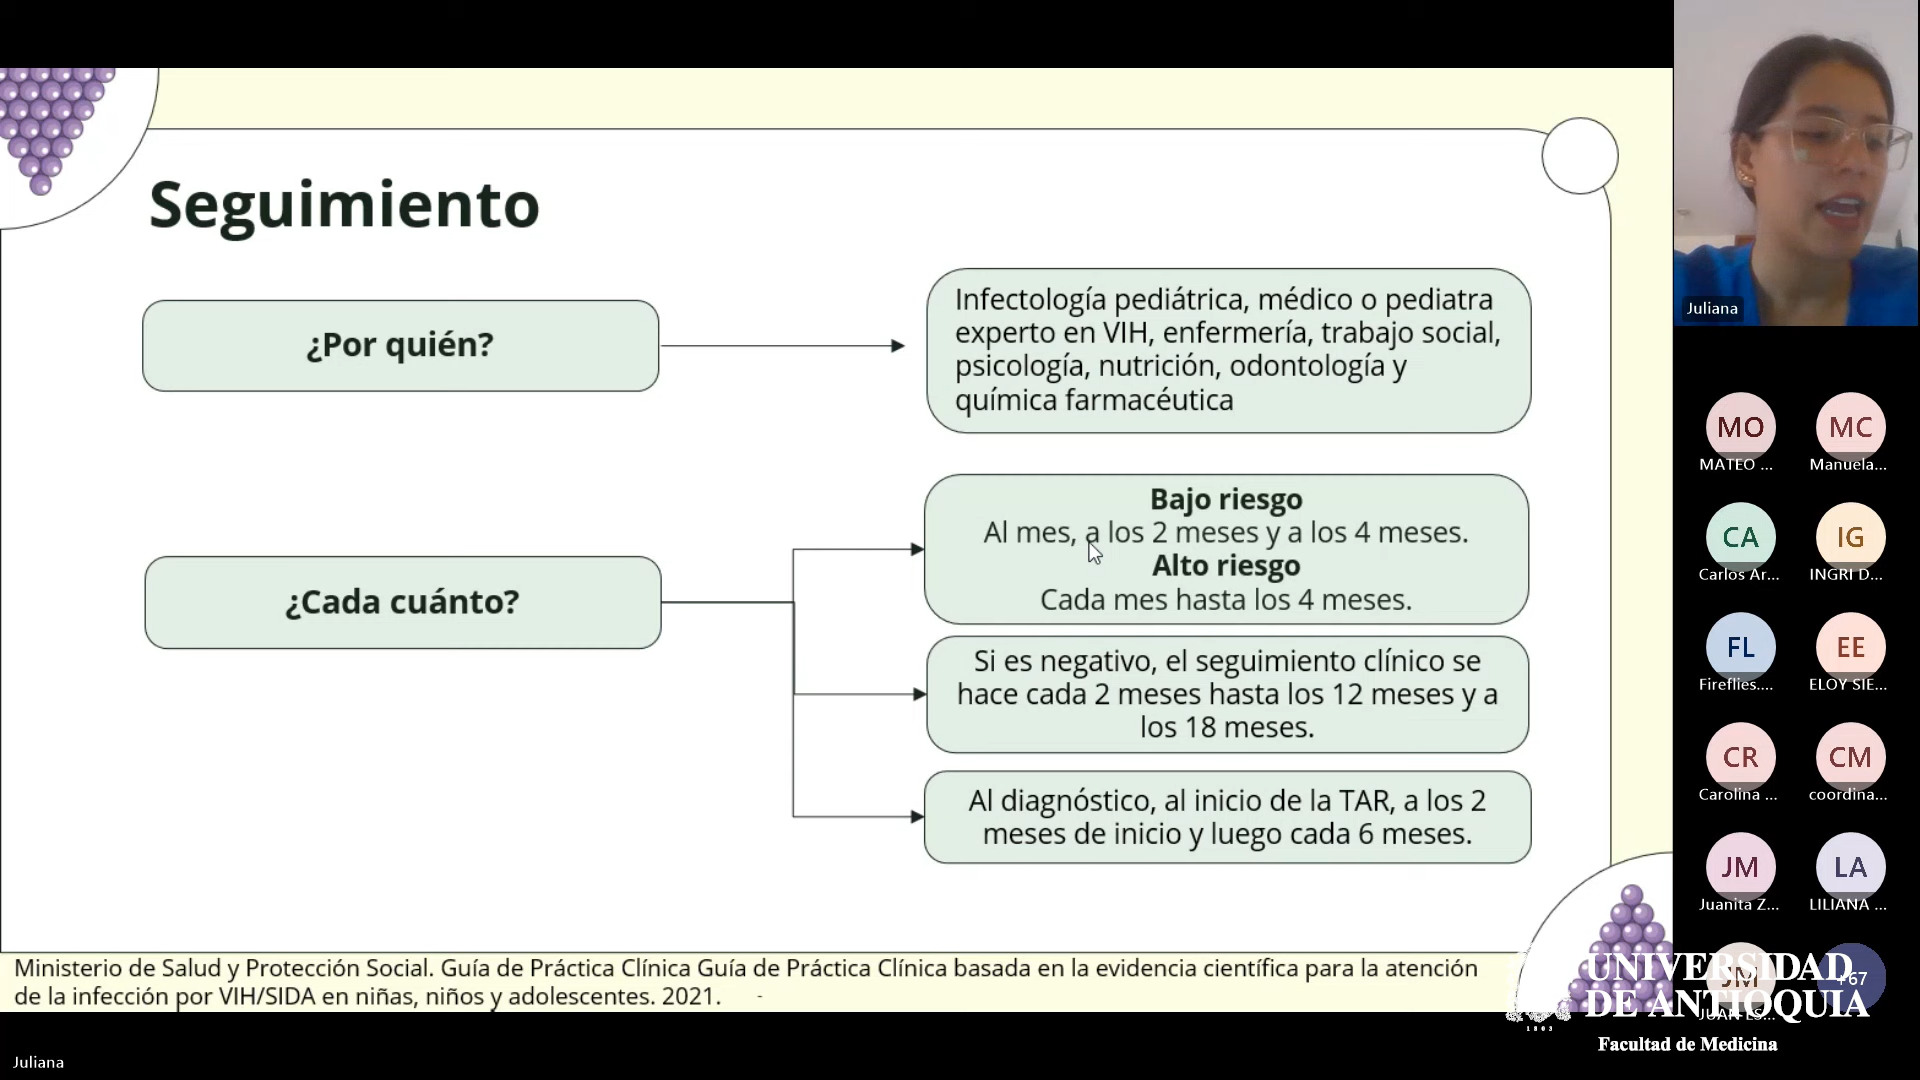 Seguimiento
¿Por quién?
Infectología pediátrica, médico o pediatra
experto en VIH, enfermería, trabajo social,
psicología, nutrición, odontología y
química farmacéutica
¿Cada cuánto?
Bajo riesgo
Al mes, a los 2 meses y a los 4 meses.
Alto riesgo
Cada mes hasta los 4 meses.
Si es negativo, el seguimiento clínico se
hace cada 2 meses hasta los 12 meses y a
los 18 meses.
Al diagnóstico, al inicio de la TAR, a los 2
meses de inicio y luego cada 6 meses.
Ministerio de Salud y Protección Social. Guía de Práctica Clínica Guía de Práctica Clínica basada en la evidencia científica para la atención
de la infección por VIH/SIDA en niñas, niños y adolescentes. 2021. -
Juliana
Juliana
MO
MATEO ...
MC
Manuela...
CA
Carlos Ar...
IG
INGRI D...
FL
Fireflies....
EE
ELOY SIE...
CR
Carolina ...
CM
coordina...
JM
Juanita Z...
LA
LILIANA ...
JM
+67
UNIVERSIDAD
DE ANTIOQUIA
1803
Facultad de Medicina